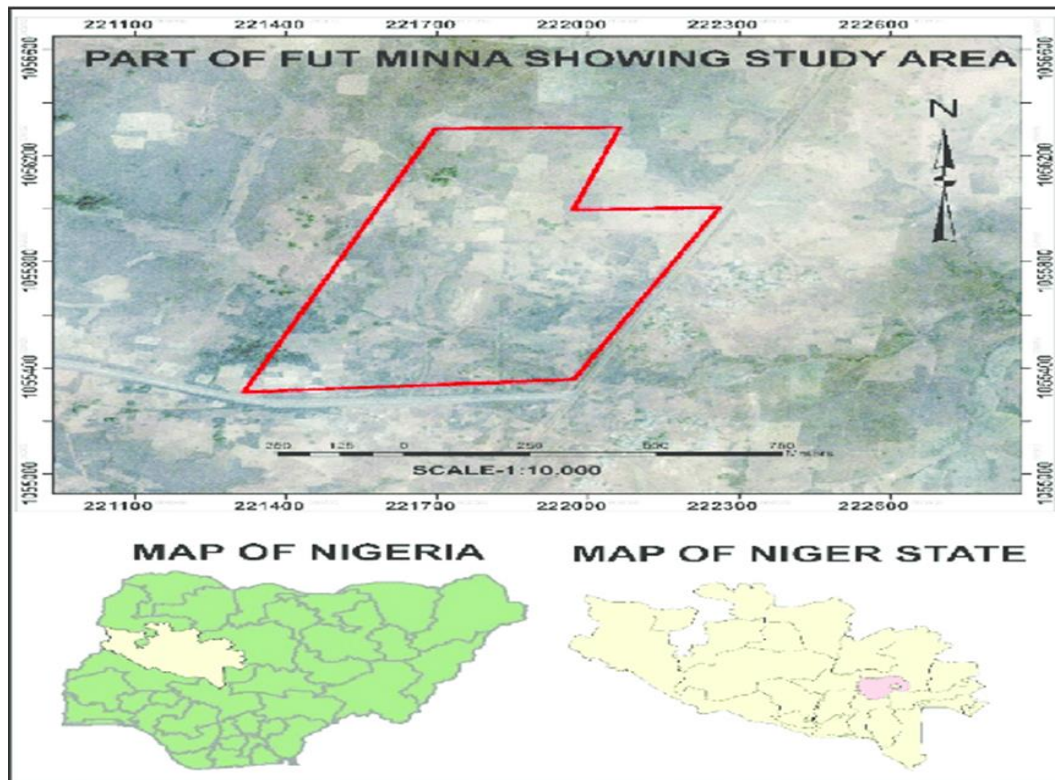 221100 221400 221700 222000 222300 222600
PART OF FUT MINNA SHOWING STUDY AREA
1056600
1056600
N
1056200
1056200
1055800
1055800
1055400
1055400
250 125 0 250 500 750
Meters
SCALE-1:10.000
1055000
1055000
221100 221400 221700 222000 222300 222600
MAP OF NIGERIA
MAP OF NIGER STATE